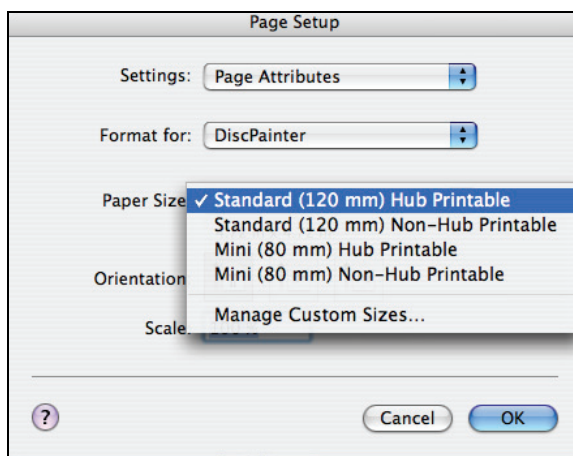 Page Setup
Settings: Page Attributes
Format for: DiscPainter
Paper Size ✓ Standard (120 mm) Hub Printable
Standard (120 mm) Non-Hub Printable
Mini (80 mm) Hub Printable
Mini (80 mm) Non-Hub Printable
Orientation
Manage Custom Sizes...
Scale:
? Cancel OK